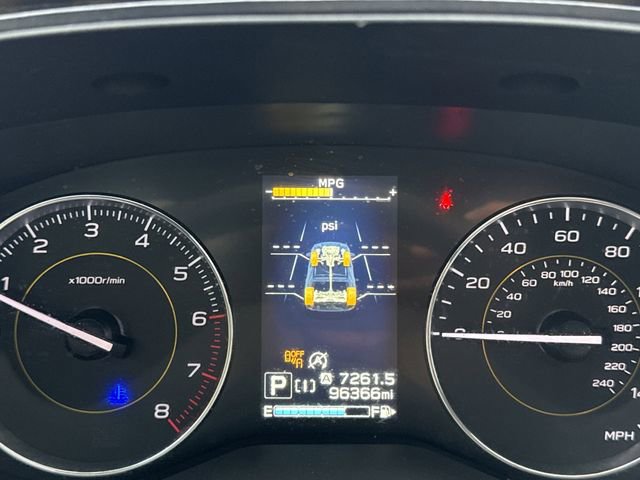 MPG
- +
psi
1 2 3 4 5 6 7 8
x1000r/min
OFF
A
P A 7261.5
96366mi
E F
0 20 40 60 80
20 40 60 80 100 120 140 160 180 200 220 240
km/h
MPH